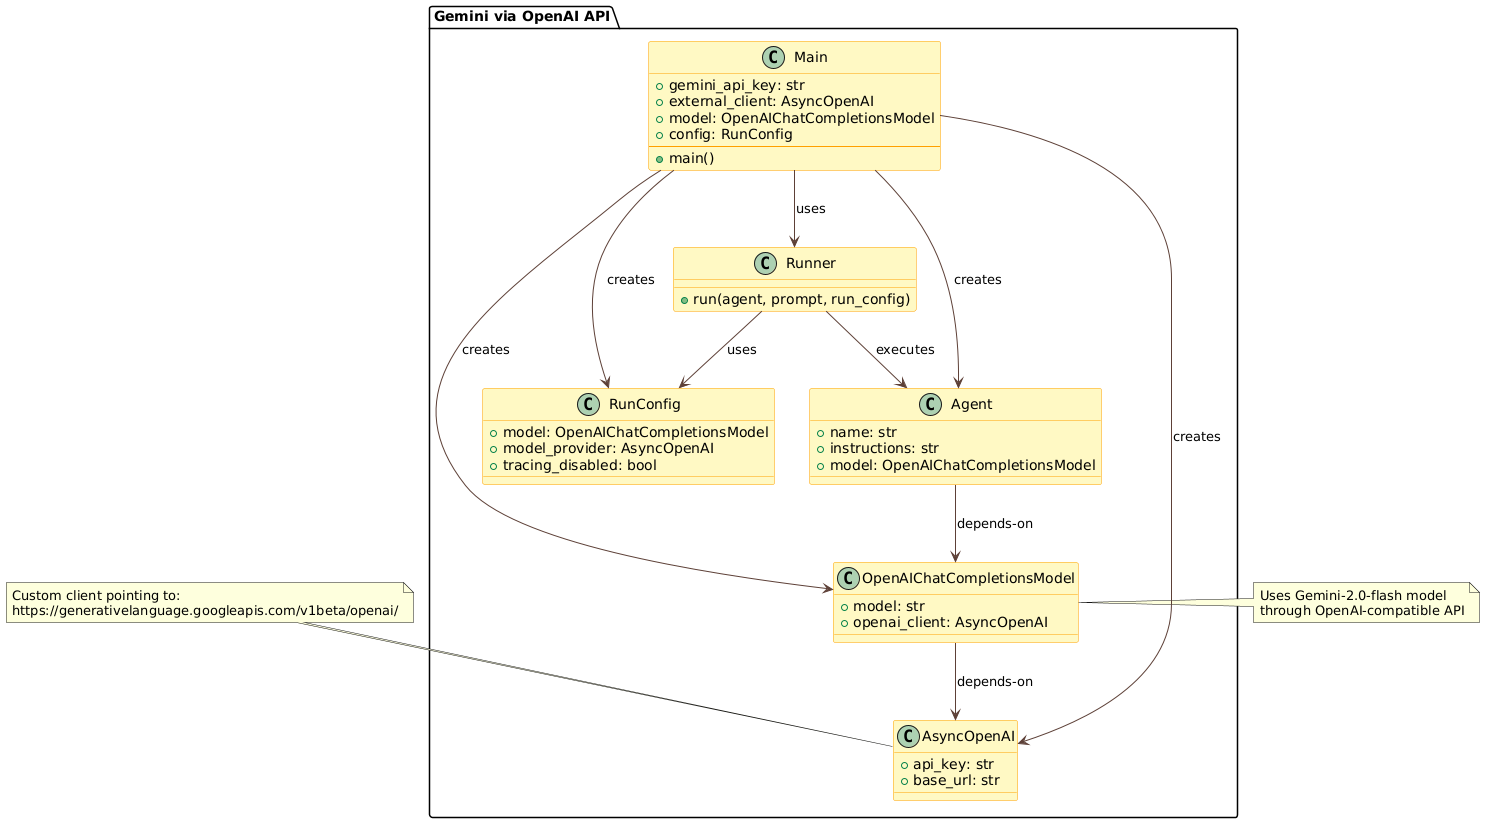 Gemini via OpenAI API
C Main
gemini_api_key: str
external_client: AsyncOpenAI
model: OpenAIChatCompletionsModel
config: RunConfig
main()
uses
C Runner
run(agent, prompt, run_config)
creates
creates
creates
uses
executes
C RunConfig
model: OpenAIChatCompletionsModel
model_provider: AsyncOpenAI
tracing_disabled: bool
C Agent
name: str
instructions: str
model: OpenAIChatCompletionsModel
creates
depends-on
Custom client pointing to:
https://generativelanguage.googleapis.com/v1beta/openai/
C OpenAIChatCompletionsModel
model: str
openai_client: AsyncOpenAI
Uses Gemini-2.0-flash model
through OpenAI-compatible API
depends-on
C AsyncOpenAI
api_key: str
base_url: str